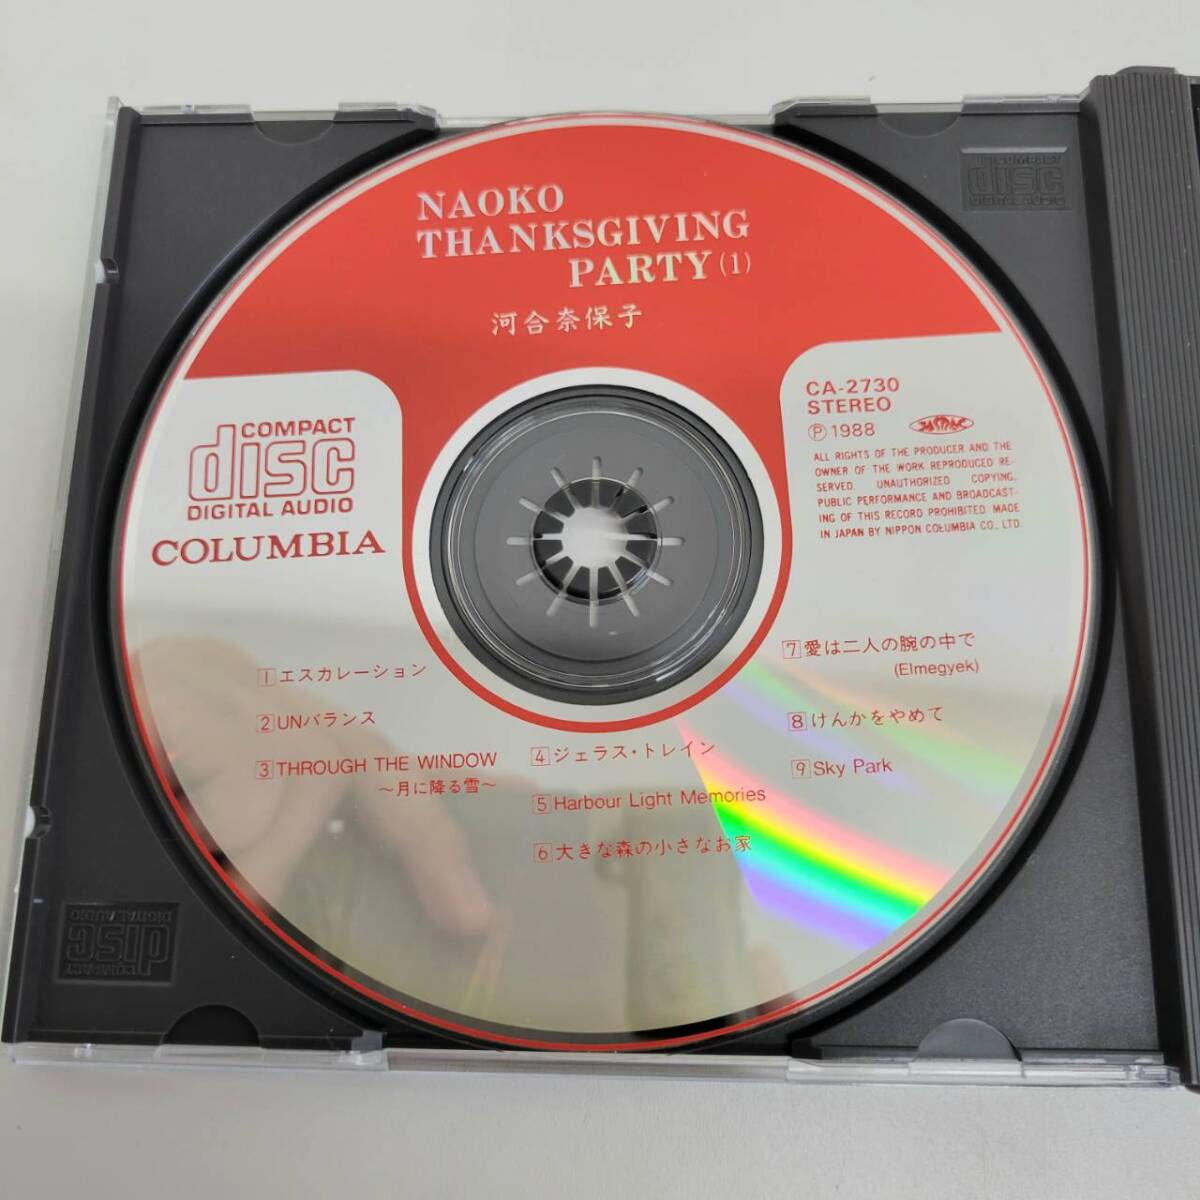 NAOKO
THANKSGIVING
PARTY(1)
河合奈保子
COMPACT
disc
DIGITAL AUDIO
COLUMBIA
CA-2730
STEREO
Ⓟ1988 JASRAC
ALL RIGHTS OF THE PRODUCER AND THE
OWNER OF THE WORK REPRODUCED RE-
SERVED. UNAUTHORIZED COPYING,
PUBLIC PERFORMANCE AND BROADCAST-
ING OF THIS RECORD PROHIBITED. MADE
IN JAPAN BY NIPPON COLUMBIA CO., LTD.
1 エスカレーション
2 UNバランス
3 THROUGH THE WINDOW
～月に降る雪～
4 ジェラス・トレイン
5 Harbour Light Memories
6 大きな森の小さなお家
7 愛は二人の腕の中で
(Elmegyek)
8 けんかをやめて
9 Sky Park
COMPACT
disc
DIGITAL AUDIO
COMPACT
disc
DIGITAL AUDIO